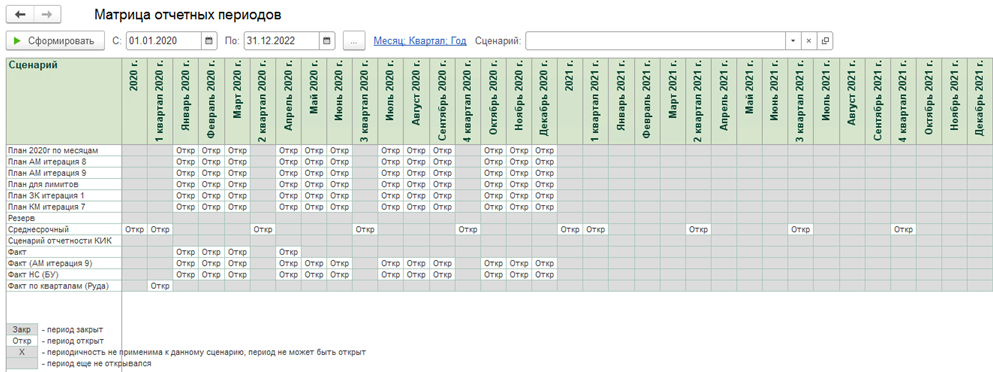 Матрица отчетных периодов
Сформировать С: 01.01.2020 По: 31.12.2022 ... Месяц; Квартал; Год Сценарий:
Сценарий 2020 г. 1 квартал 2020 г. Январь 2020 г. Февраль 2020 г. Март 2020 г. 2 квартал 2020 г. Апрель 2020 г. Май 2020 г. Июнь 2020 г. 3 квартал 2020 г. Июль 2020 г. Август 2020 г. Сентябрь 2020 г. 4 квартал 2020 г. Октябрь 2020 г. Ноябрь 2020 г. Декабрь 2020 г. 2021 г. 1 квартал 2021 г. Январь 2021 г. Февраль 2021 г. Март 2021 г. 2 квартал 2021 г. Апрель 2021 г. Май 2021 г. Июнь 2021 г. 3 квартал 2021 г. Июль 2021 г. Август 2021 г. Сентябрь 2021 г. 4 квартал 2021 г. Октябрь 2021 г. Ноябрь 2021 г. Декабрь 2021 г.
План 2020г по месяцам Откр Откр Откр Откр Откр Откр Откр Откр Откр Откр Откр Откр
План АМ итерация 8 Откр Откр Откр Откр Откр Откр Откр Откр Откр Откр Откр Откр
План АМ итерация 9 Откр Откр Откр Откр Откр Откр Откр Откр Откр Откр Откр Откр
План для лимитов Откр Откр Откр Откр Откр Откр Откр Откр Откр Откр Откр Откр
План ЗК итерация 1 Откр Откр Откр Откр Откр Откр Откр Откр Откр Откр Откр Откр
План КМ итерация 7 Откр Откр Откр Откр Откр Откр Откр Откр Откр Откр Откр Откр
Резерв
Среднесрочный Откр Откр Откр Откр Откр Откр Откр Откр Откр Откр
Сценарий отчетности КИК
Факт Откр Откр Откр Откр
Факт (АМ итерация 9) Откр Откр Откр Откр Откр Откр Откр Откр Откр Откр Откр Откр
Факт НС (БУ) Откр Откр Откр Откр Откр Откр Откр Откр Откр Откр Откр Откр
Факт по кварталам (Руда) Откр
Закр - период закрыт
Откр - период открыт
Х - периодичность не применима к данному сценарию, период не может быть открыт
- период еще не открывался